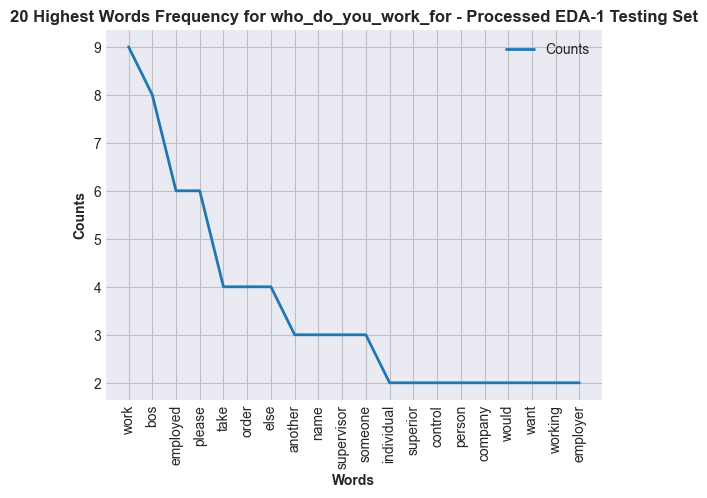 20 Highest Words Frequency for who_do_you_work_for - Processed EDA-1 Testing Set
Counts
9
8
7
6
5
4
3
2
Counts
work
bos
employed
please
take
order
else
another
name
supervisor
someone
individual
superior
control
person
company
would
want
working
employer
Words